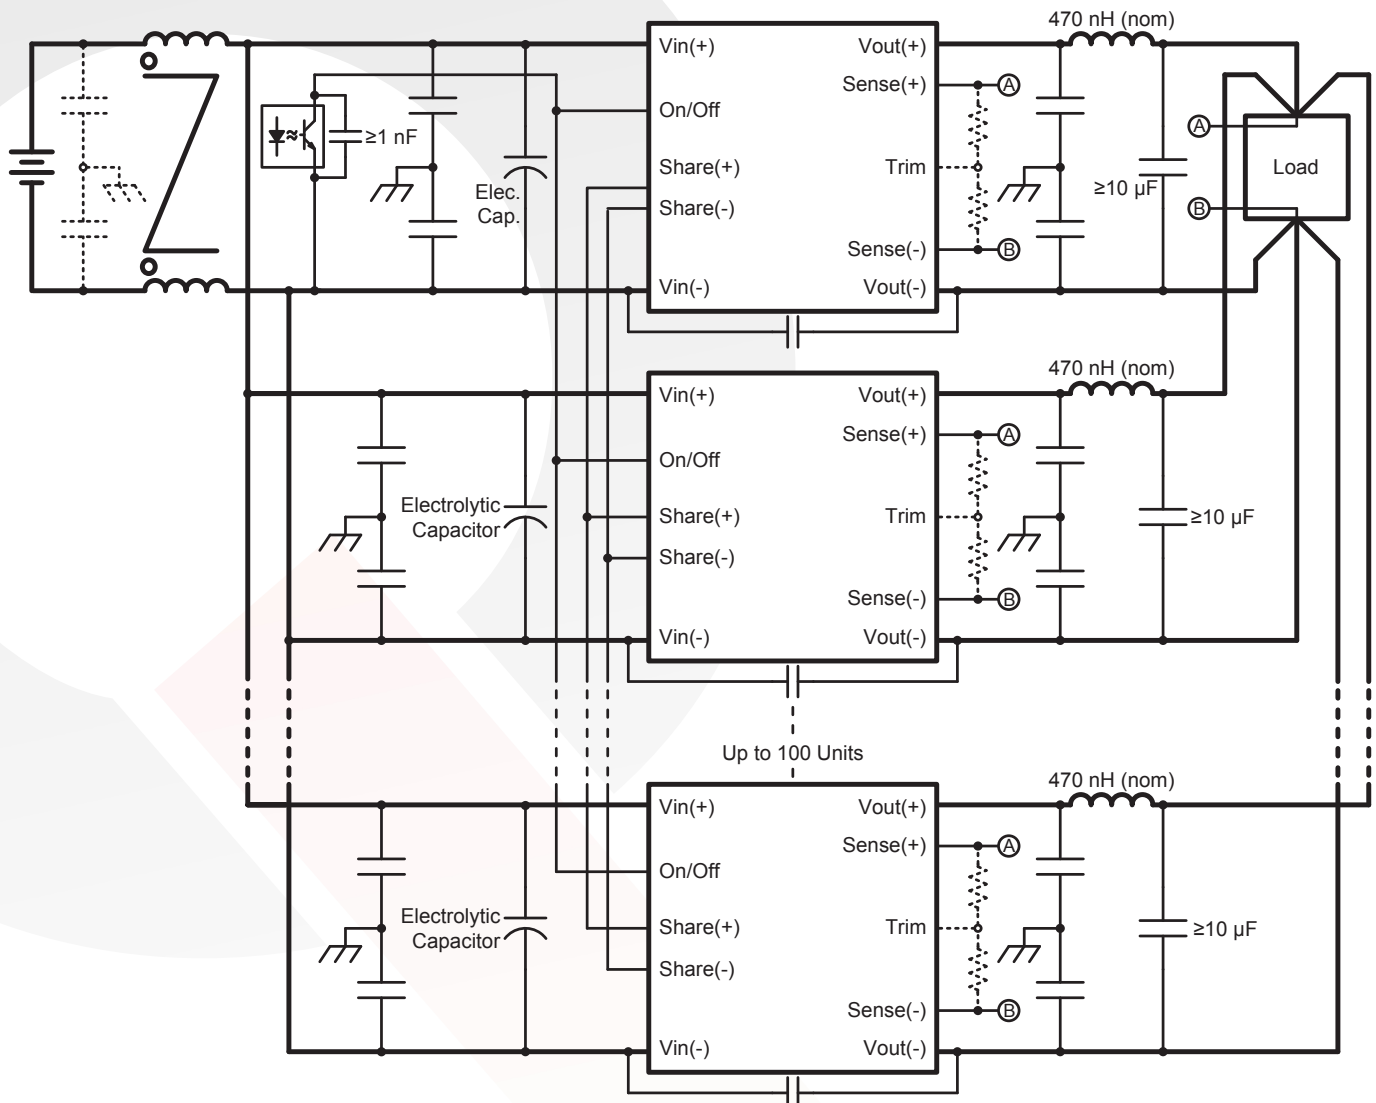 470 nH (nom)
Vin(+)
Vout(+)
Sense(+)
A
On/Off
≥1 nF
A
Share(+)
Trim
Load
Elec.
Cap.
≥10 µF
Share(-)
B
Sense(-)
B
Vin(-)
Vout(-)
470 nH (nom)
Vin(+)
Vout(+)
Sense(+)
A
On/Off
Electrolytic
Capacitor
Share(+)
Trim
≥10 µF
Share(-)
Sense(-)
B
Vin(-)
Vout(-)
Up to 100 Units
470 nH (nom)
Vin(+)
Vout(+)
Sense(+)
A
On/Off
Electrolytic
Capacitor
Share(+)
Trim
≥10 µF
Share(-)
Sense(-)
B
Vin(-)
Vout(-)